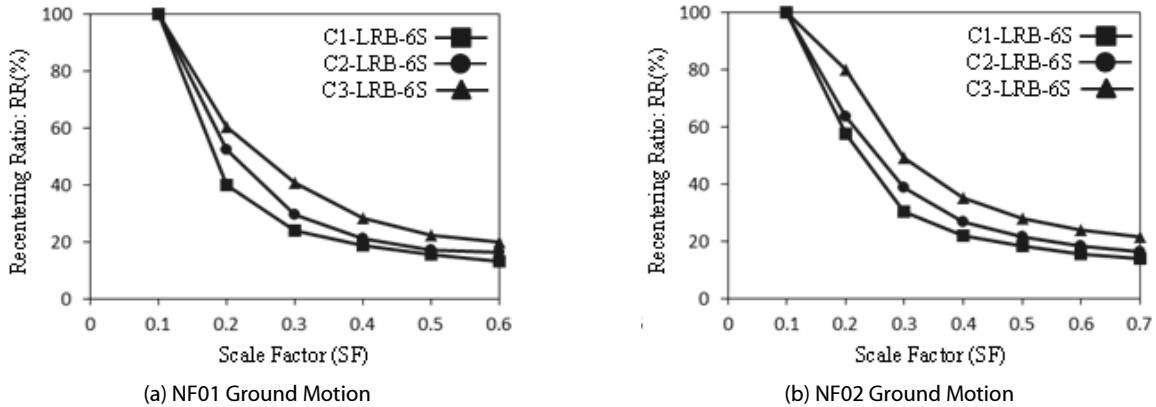 Recentering Ratio: RR(%)
100
80
60
40
20
0
C1-LRB-6S
C2-LRB-6S
C3-LRB-6S
0 0.1 0.2 0.3 0.4 0.5 0.6
Scale Factor (SF)
(a) NF01 Ground Motion
Recentering Ratio: RR(%)
100
80
60
40
20
0
C1-LRB-6S
C2-LRB-6S
C3-LRB-6S
0 0.1 0.2 0.3 0.4 0.5 0.6 0.7
Scale Factor (SF)
(b) NF02 Ground Motion